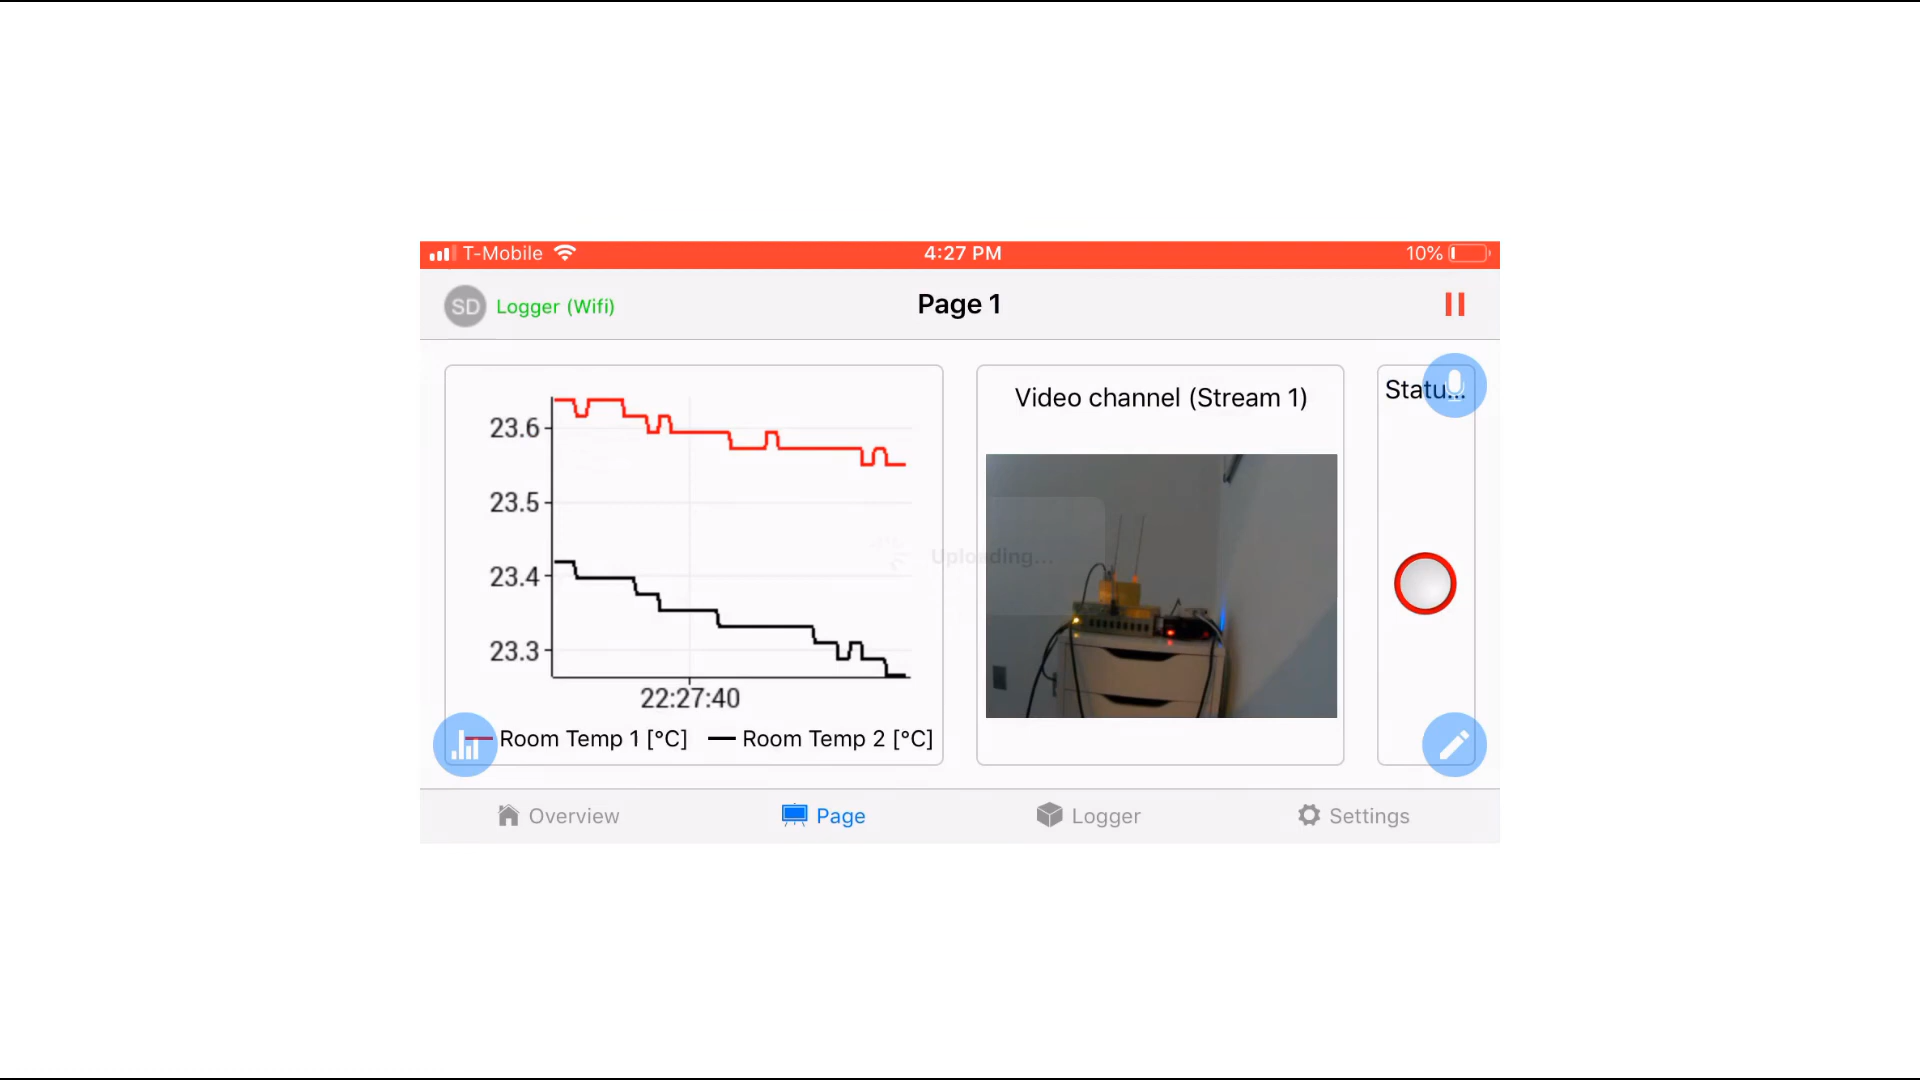 T-Mobile 4:27 PM 10%
SD Logger (Wifi) Page 1
Video channel (Stream 1)
Statu...
23.6
23.5
23.4
23.3
22:27:40
Room Temp 1 [°C] Room Temp 2 [°C]
Uploading...
Overview Page Logger Settings